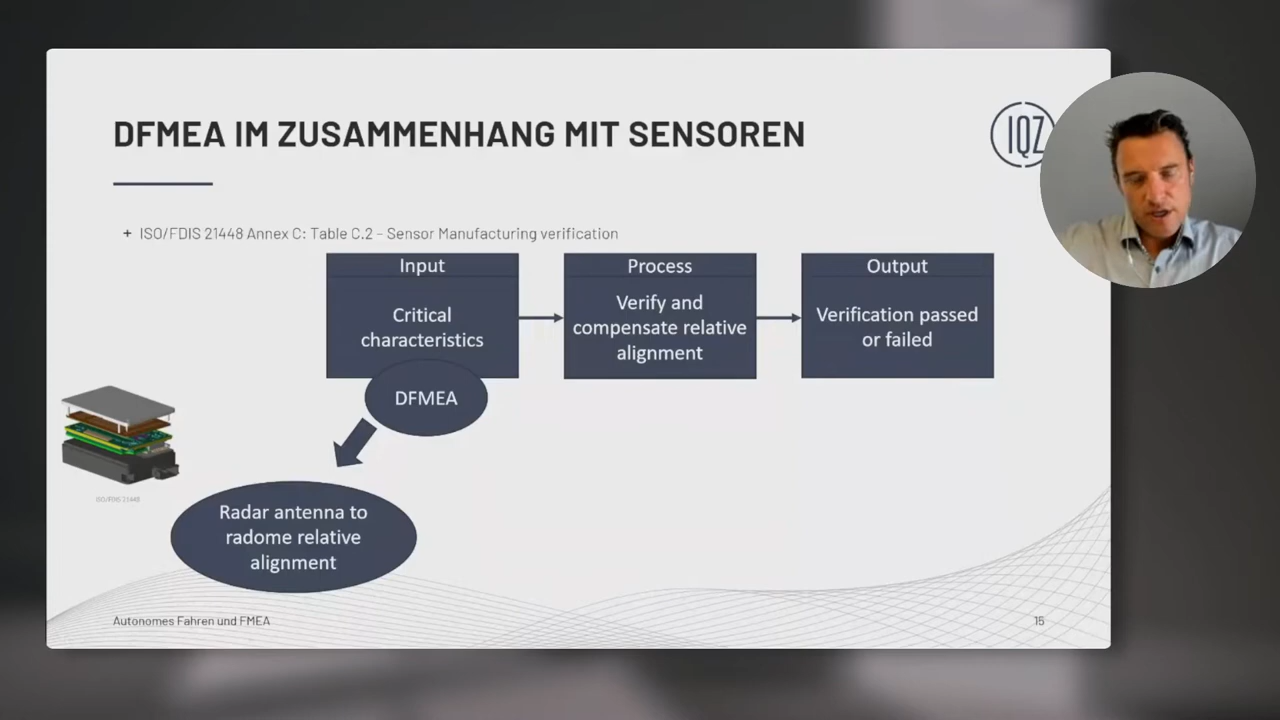 DFMEA IM ZUSAMMENHANG MIT SENSOREN
IQZ
+ ISO/FDIS 21448 Annex C: Table C.2 - Sensor Manufacturing verification
Input
Critical
characteristics
Process
Verify and
compensate relative
alignment
Output
Verification passed
or failed
DFMEA
ISO/FDIS 21448
Radar antenna to
radome relative
alignment
Autonomes Fahren und FMEA
15